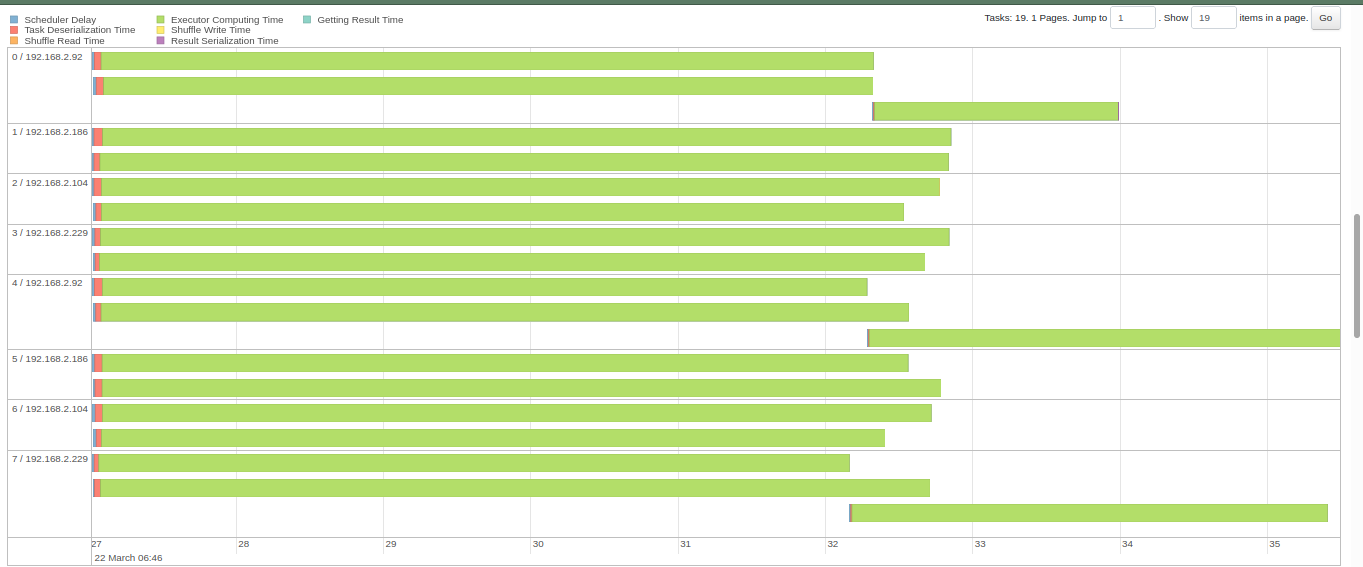 Scheduler Delay
Task Deserialization Time
Shuffle Read Time
Executor Computing Time
Shuffle Write Time
Result Serialization Time
Getting Result Time
Tasks: 19. 1 Pages. Jump to 1 . Show 19 items in a page. Go
0 / 192.168.2.92
1 / 192.168.2.186
2 / 192.168.2.104
3 / 192.168.2.229
4 / 192.168.2.92
5 / 192.168.2.186
6 / 192.168.2.104
7 / 192.168.2.229
27 28 29 30 31 32 33 34 35
22 March 06:46